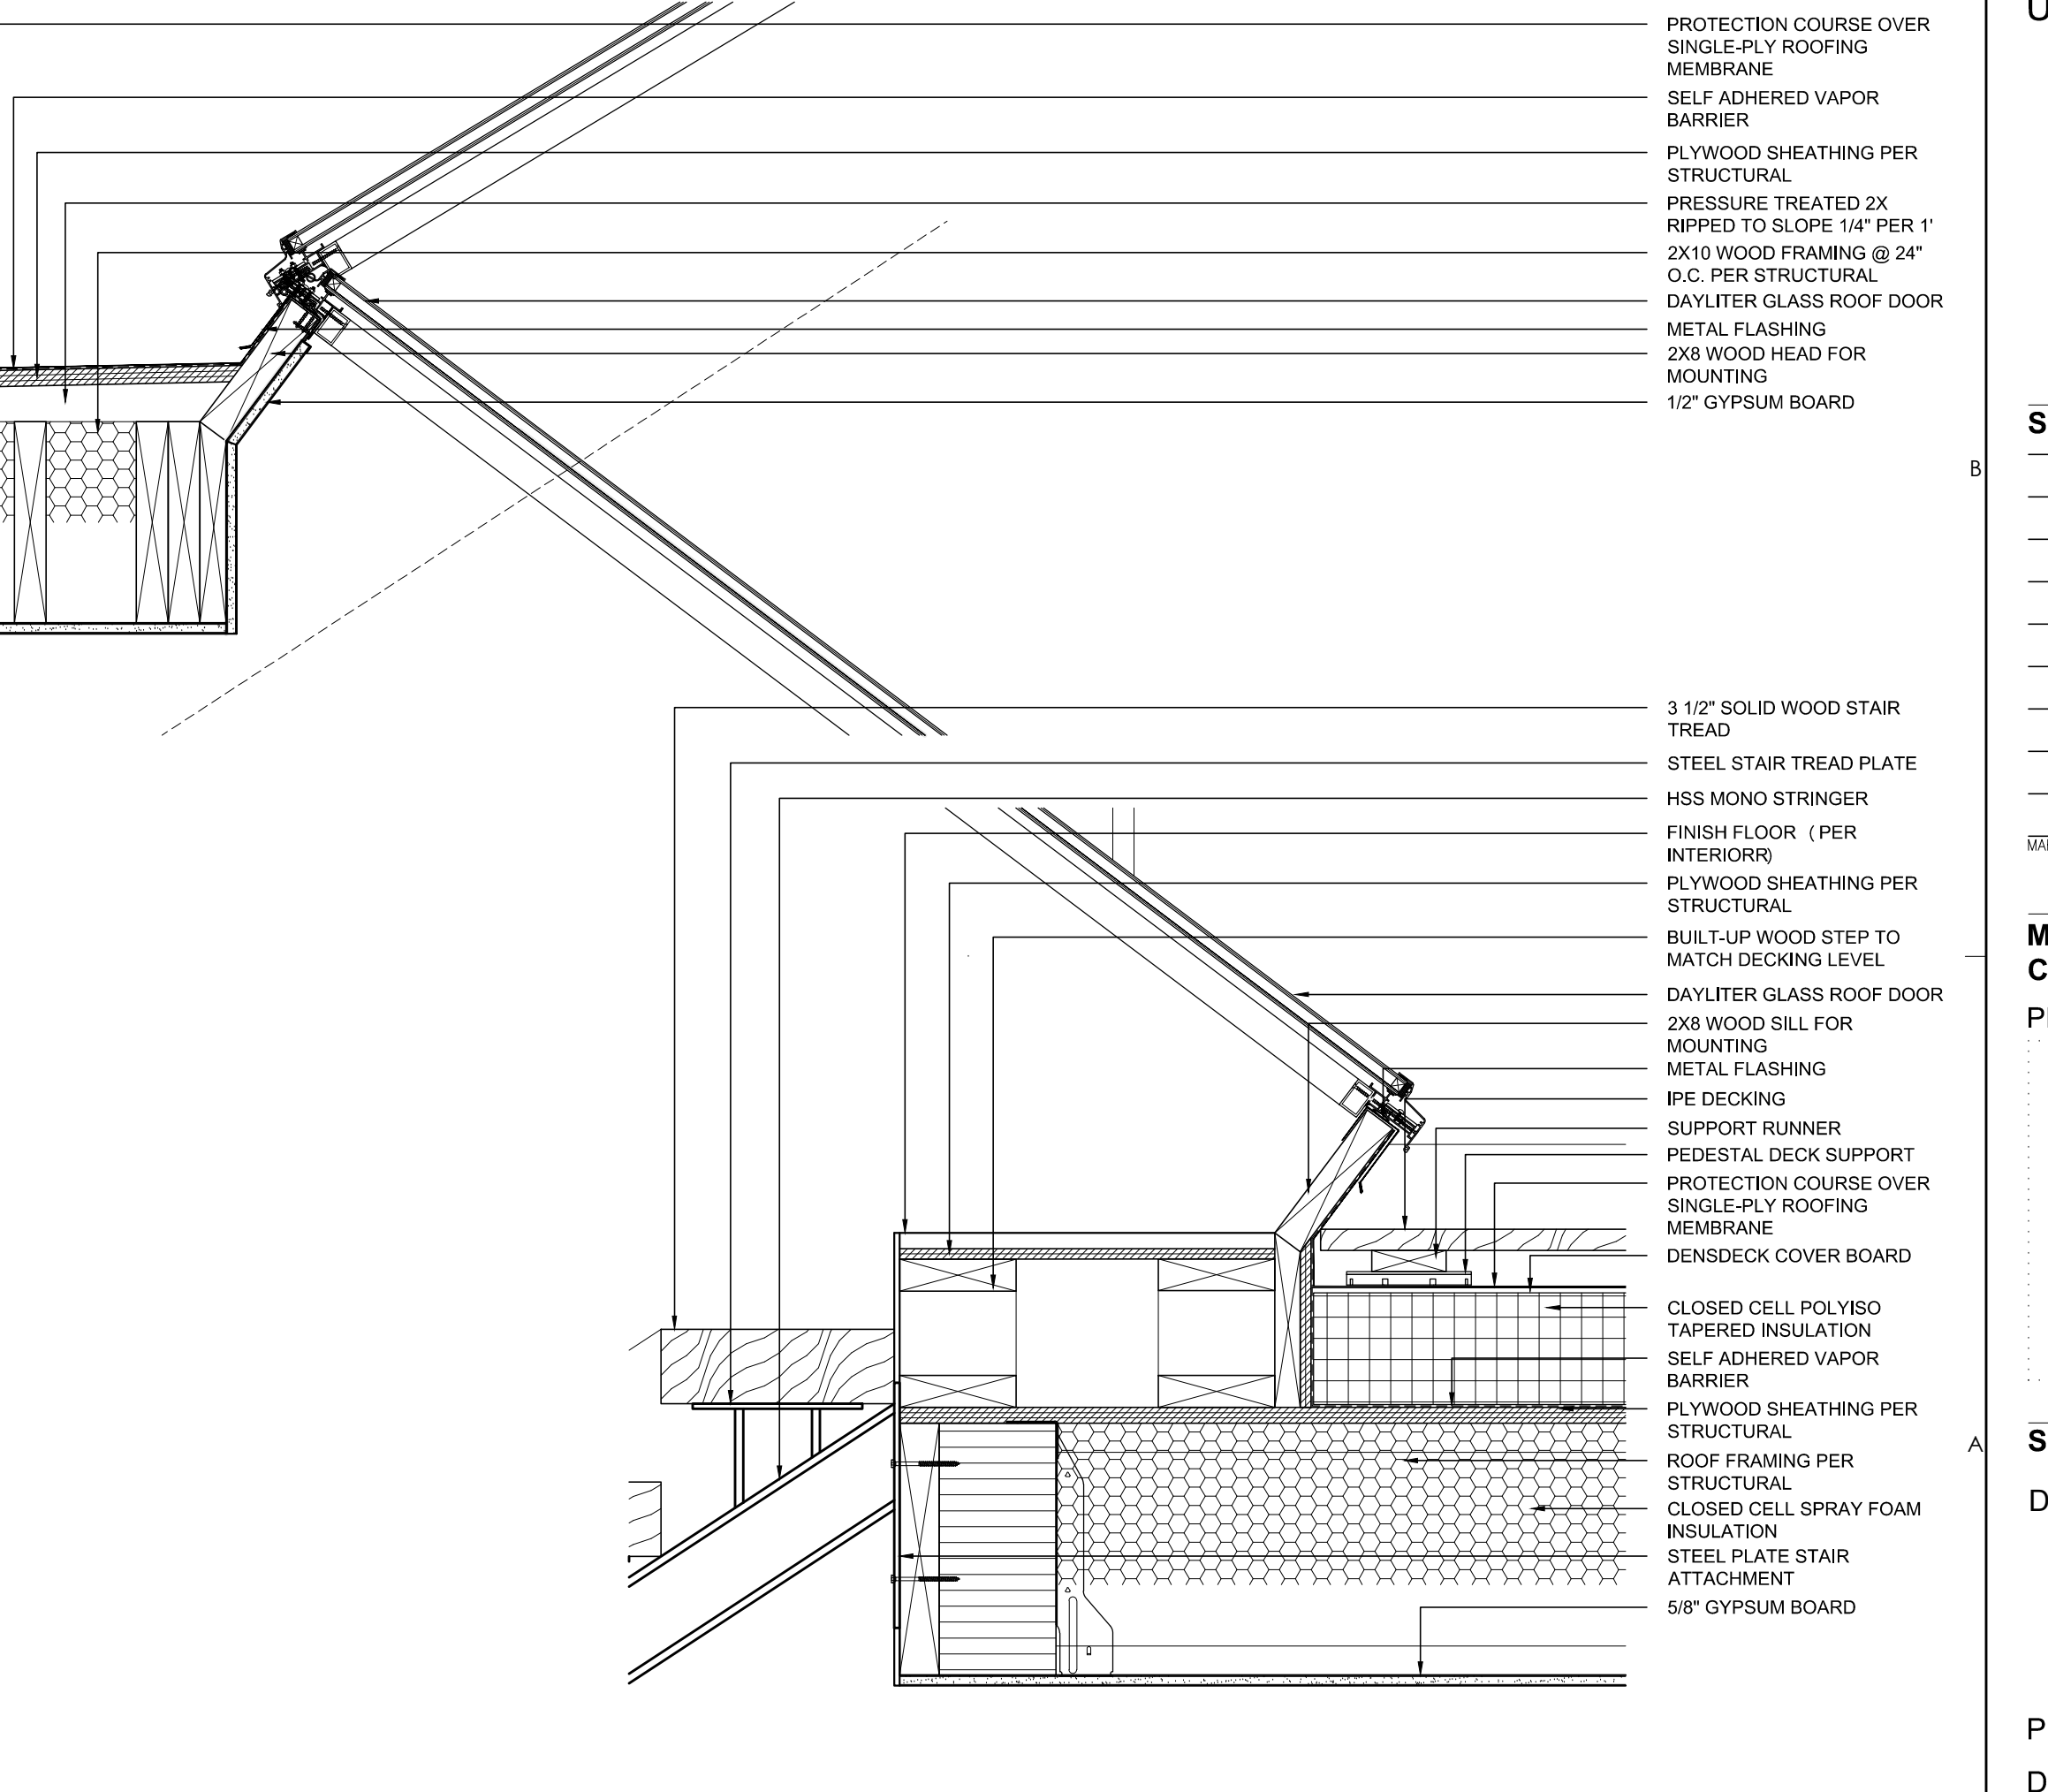 PROTECTION COURSE OVER
SINGLE-PLY ROOFING
MEMBRANE
SELF ADHERED VAPOR
BARRIER
PLYWOOD SHEATHING PER
STRUCTURAL
PRESSURE TREATED 2X
RIPPED TO SLOPE 1/4" PER 1'
2X10 WOOD FRAMING @ 24"
O.C. PER STRUCTURAL
DAYLITER GLASS ROOF DOOR
METAL FLASHING
2X8 WOOD HEAD FOR
MOUNTING
1/2" GYPSUM BOARD
B
3 1/2" SOLID WOOD STAIR
TREAD
STEEL STAIR TREAD PLATE
HSS MONO STRINGER
FINISH FLOOR (PER
INTERIORR)
PLYWOOD SHEATHING PER
STRUCTURAL
BUILT-UP WOOD STEP TO
MATCH DECKING LEVEL
DAYLITER GLASS ROOF DOOR
2X8 WOOD SILL FOR
MOUNTING
METAL FLASHING
IPE DECKING
SUPPORT RUNNER
PEDESTAL DECK SUPPORT
PROTECTION COURSE OVER
SINGLE-PLY ROOFING
MEMBRANE
DENSDECK COVER BOARD
CLOSED CELL POLYISO
TAPERED INSULATION
SELF ADHERED VAPOR
BARRIER
PLYWOOD SHEATHING PER
STRUCTURAL
A
ROOF FRAMING PER
STRUCTURAL
CLOSED CELL SPRAY FOAM
INSULATION
STEEL PLATE STAIR
ATTACHMENT
5/8" GYPSUM BOARD
S
M
C
S
D
P
D